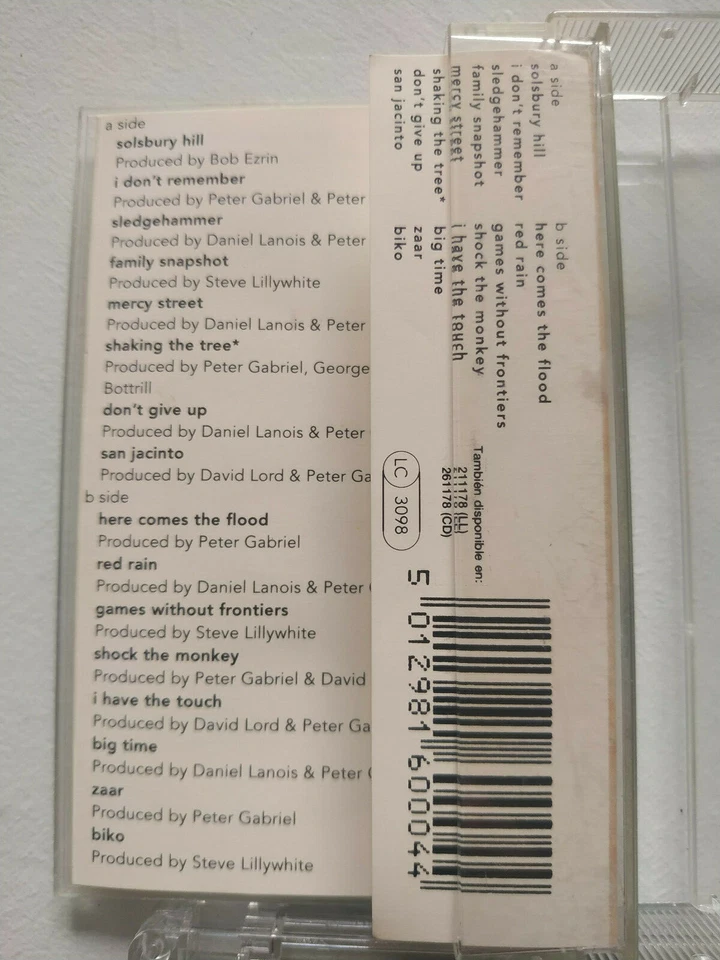 a side
solsbury hill
Produced by Bob Ezrin
i don't remember
Produced by Peter Gabriel & Peter
sledgehammer
Produced by Daniel Lanois & Peter
family snapshot
Produced by Steve Lillywhite
mercy street
Produced by Daniel Lanois & Peter
shaking the tree*
Produced by Peter Gabriel, George
Bottrill
don't give up
Produced by Daniel Lanois & Peter
san jacinto
Produced by David Lord & Peter Ga
b side
here comes the flood
Produced by Peter Gabriel
red rain
Produced by Daniel Lanois & Peter
games without frontiers
Produced by Steve Lillywhite
shock the monkey
Produced by Peter Gabriel & David
i have the touch
Produced by David Lord & Peter Ga
big time
Produced by Daniel Lanois & Peter
zaar
Produced by Peter Gabriel
biko
Produced by Steve Lillywhite
a side
solsbury hill
i don't remember
sledgehammer
family snapshot
mercy street
shaking the tree*
don't give up
san jacinto
b side
here comes the flood
red rain
games without frontiers
shock the monkey
i have the touch
big time
zaar
biko
También disponible en:
211178 (LL)
261178 (CD)
LC 3098
5 012981 600044